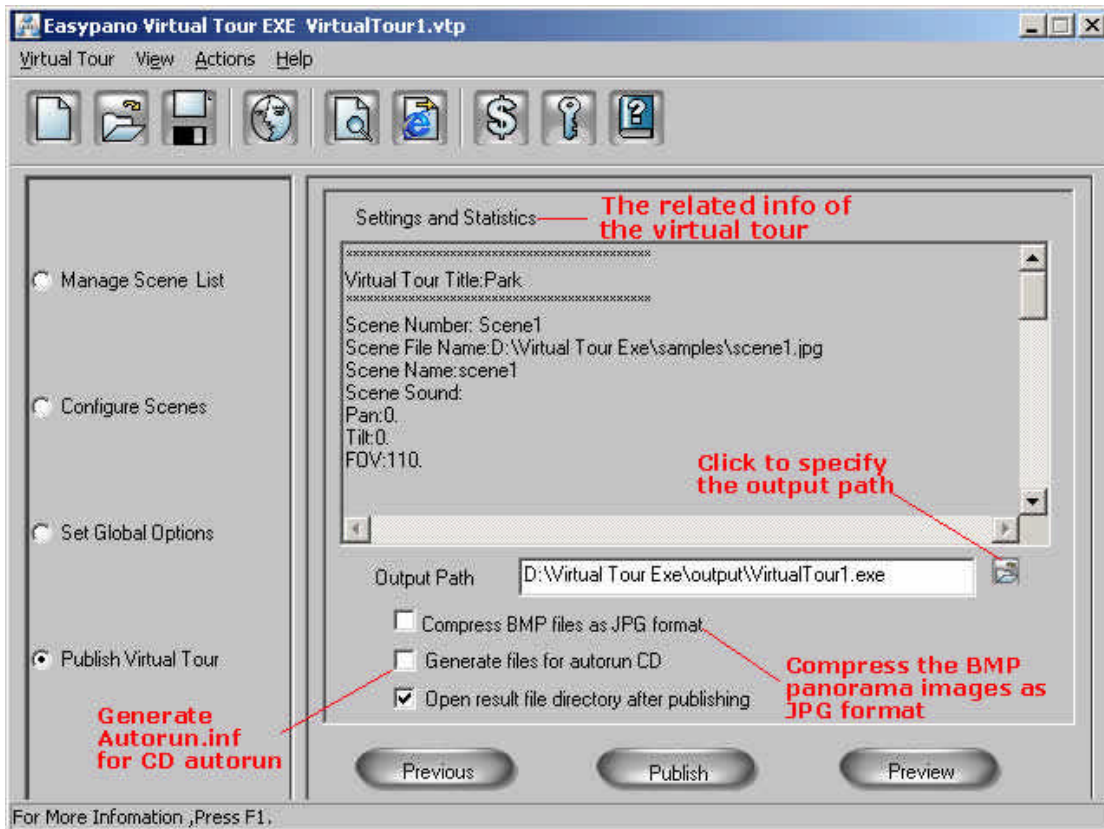 Easypano Virtual Tour EXE VirtualTour1.vtp
Virtual Tour View Actions Help
Manage Scene List
Configure Scenes
Set Global Options
Publish Virtual Tour
Generate
Autorun.inf
for CD autorun
Settings and Statistics
The related info of
the virtual tour
××××××××××××××××××××××××××××××××××××××××××
Virtual Tour Title:Park
××××××××××××××××××××××××××××××××××××××××××
Scene Number: Scene1
Scene File Name:D:\Virtual Tour Exe\samples\scene1.jpg
Scene Name:scene1
Scene Sound:
Pan:0.
Tilt:0.
FOV:110.
Click to specify
the output path
Output Path D:\Virtual Tour Exe\output\VirtualTour1.exe
Compress BMP files as JPG format
Generate files for autorun CD
Open result file directory after publishing
Compress the BMP
panorama images as
JPG format
Previous Publish Preview
For More Infomation ,Press F1.